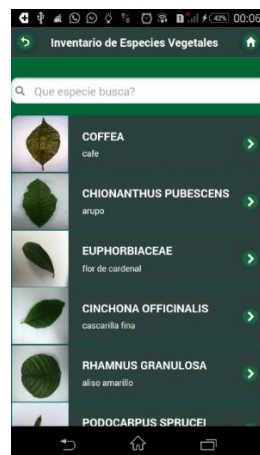 42% 00:06
Inventario de Especies Vegetales
Que especie busca?
COFFEA
cafe
CHIONANTHUS PUBESCENS
arupo
EUPHORBIACEAE
flor de cardenal
CINCHONA OFFICINALIS
cascarilla fina
RHAMNUS GRANULOSA
aliso amarillo
PODOCARPUS SPRUCEI